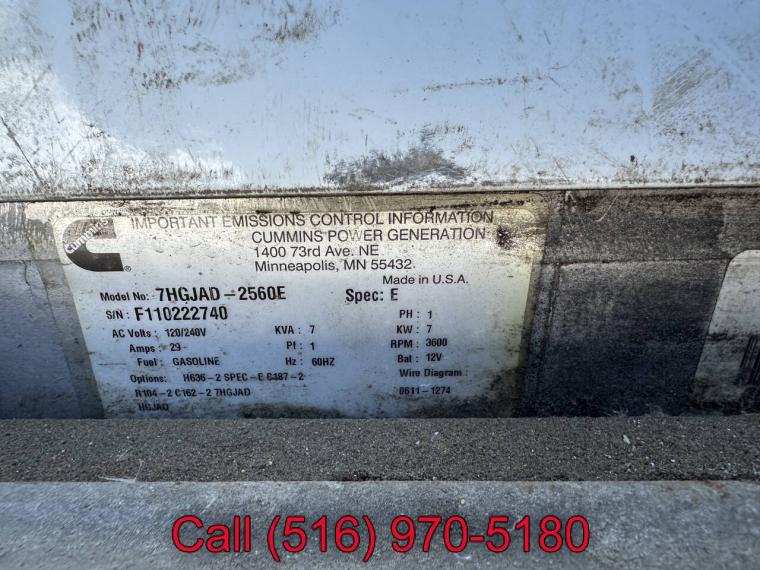 IMPORTANT EMISSIONS CONTROL INFORMATION
Cummins
CUMMINS POWER GENERATION
1400 73rd Ave. NE
Minneapolis, MN 55432
Made in U.S.A.
Model No: 7HGJAD-2560E Spec: E
S/N: F110222740 PH: 1
AC Volts: 120/240V KVA: 7 KW: 7
Amps: 29 Pf: 1 RPM: 3600
Fuel: GASOLINE Hz: 60HZ Bat: 12V
Options: H636-2 SPEC-E C187-2 Wire Diagram:
R104-2 C162-2 7HGJAD 0611-1274
HGJAD
Call (516) 970-5180